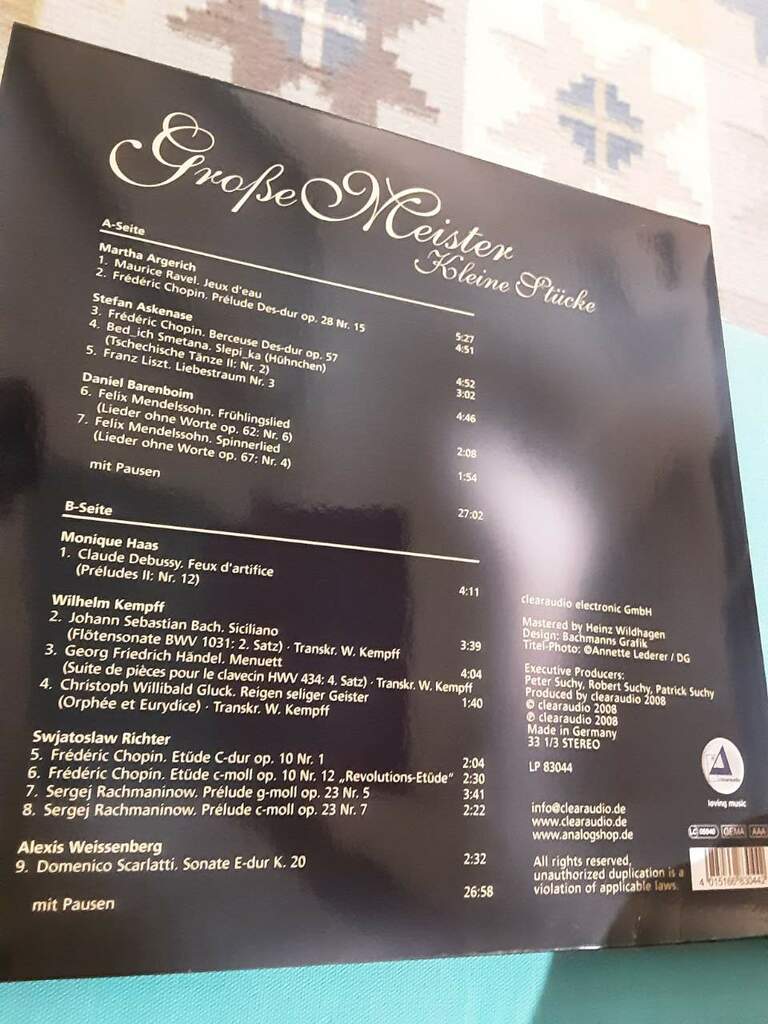 Große Meister
Kleine Stücke
A-Seite
Martha Argerich
1. Maurice Ravel. Jeux d'eau 5:27
2. Frédéric Chopin. Prélude Des-dur op. 28 Nr. 15 4:51
Stefan Askenase
3. Frédéric Chopin. Berceuse Des-dur op. 57 4:52
4. Bed_ich Smetana. Slepi_ka (Hühnchen) 3:02
(Tschechische Tänze II: Nr. 2)
5. Franz Liszt. Liebestraum Nr. 3 4:46
Daniel Barenboim
6. Felix Mendelssohn. Frühlingslied 2:08
(Lieder ohne Worte op. 62: Nr. 6)
7. Felix Mendelssohn. Spinnerlied 1:54
(Lieder ohne Worte op. 67: Nr. 4)
mit Pausen 27:02
B-Seite
Monique Haas
1. Claude Debussy. Feux d'artifice 4:11
(Préludes II: Nr. 12)
Wilhelm Kempff
2. Johann Sebastian Bach. Siciliano
(Flötensonate BWV 1031: 2. Satz) · Transkr. W. Kempff 3:39
3. Georg Friedrich Händel. Menuett 4:04
(Suite de pièces pour le clavecin HWV 434: 4. Satz) · Transkr. W. Kempff
4. Christoph Willibald Gluck. Reigen seliger Geister 1:40
(Orphée et Eurydice) · Transkr. W. Kempff
Swjatoslaw Richter
5. Frédéric Chopin. Etüde C-dur op. 10 Nr. 1 2:04
6. Frédéric Chopin. Etüde c-moll op. 10 Nr. 12 „Revolutions-Etüde“ 2:30
7. Sergej Rachmaninow. Prélude g-moll op. 23 Nr. 5 3:41
8. Sergej Rachmaninow. Prélude c-moll op. 23 Nr. 7 2:22
Alexis Weissenberg
9. Domenico Scarlatti. Sonate E-dur K. 20 2:32
mit Pausen 26:58
clearaudio electronic GmbH
Mastered by Heinz Wildhagen
Design: Bachmanns Grafik
Titel-Photo: ©Annette Lederer / DG
Executive Producers:
Peter Suchy, Robert Suchy, Patrick Suchy
Produced by clearaudio 2008
© clearaudio 2008
℗ clearaudio 2008
Made in Germany
33 1/3 STEREO
LP 83044
clearaudio
loving music
info@clearaudio.de
www.clearaudio.de
www.analogshop.de
LC GEMA AAA
All rights reserved,
unauthorized duplication is a
violation of applicable laws.
4 015166 830442